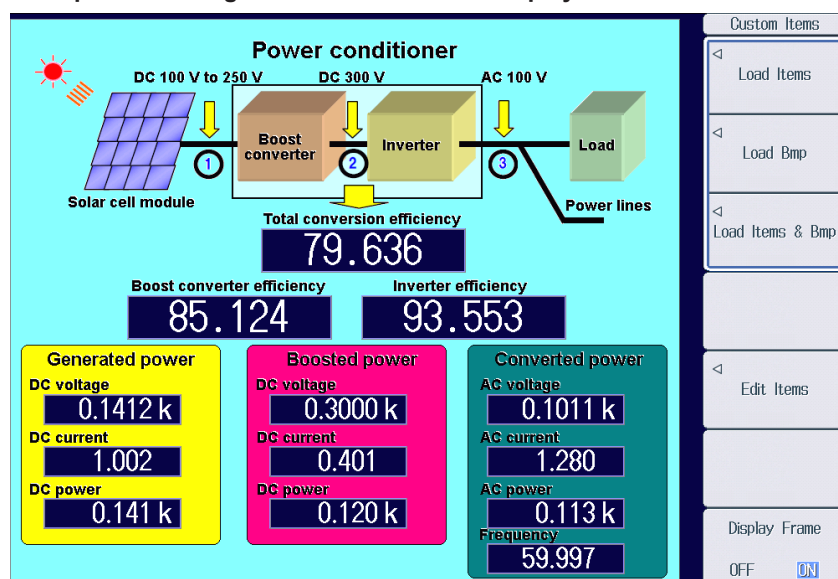 Custom Items
Power conditioner
DC 100 V to 250 V
DC 300 V
AC 100 V
Load Items
Boost
converter
Inverter
Load
1
2
3
Load Bmp
Solar cell module
Power lines
Load Items & Bmp
Total conversion efficiency
79.636
Boost converter efficiency
Inverter efficiency
85.124
93.553
Generated power
DC voltage
0.1412 k
DC current
1.002
DC power
0.141 k
Boosted power
DC voltage
0.3000 k
DC current
0.401
DC power
0.120 k
Converted power
AC voltage
0.1011 k
AC current
1.280
AC power
0.113 k
Frequency
59.997
Edit Items
Display Frame
OFF ON